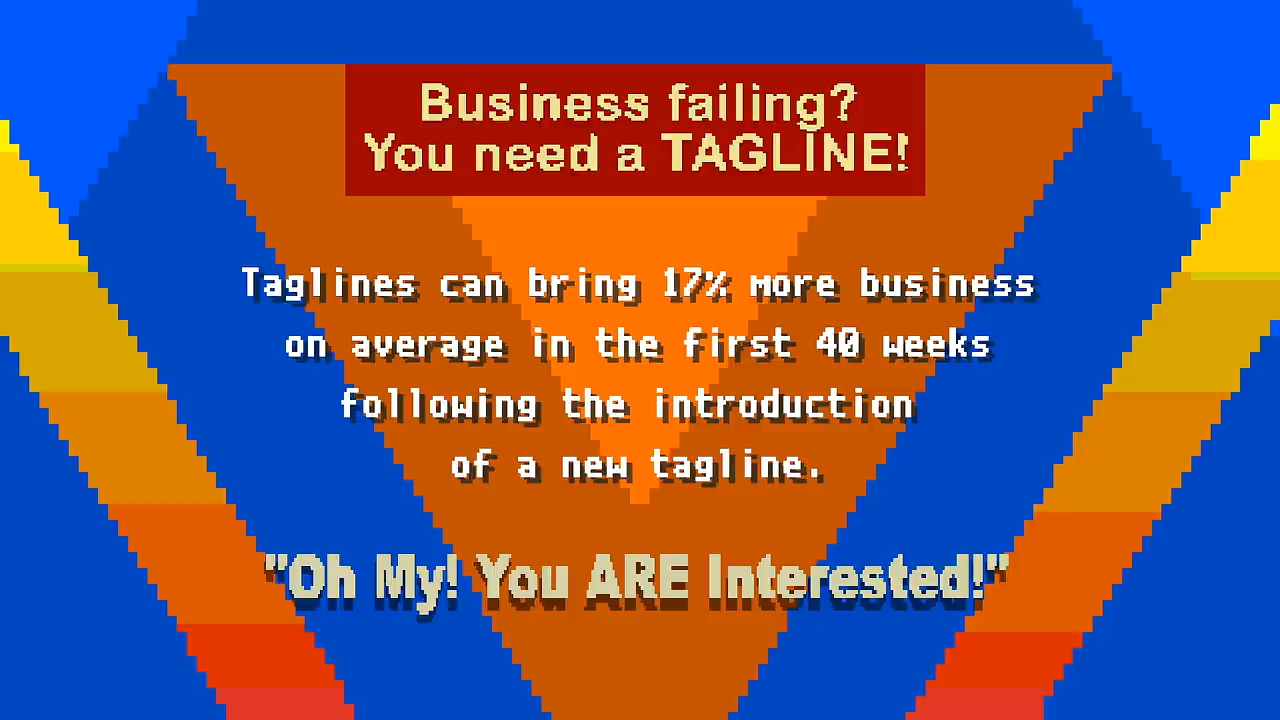 Business failing?
You need a TAGLINE!
Taglines can bring 17% more business
on average in the first 40 weeks
following the introduction
of a new tagline.
"Oh My! You ARE Interested!"